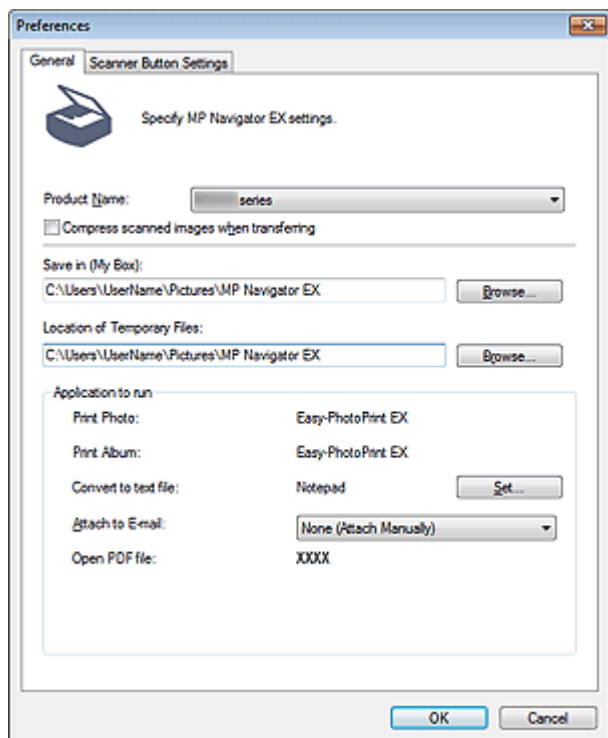 Preferences
General Scanner Button Settings
Specify MP Navigator EX settings.
Product Name: series
Compress scanned images when transferring
Save in (My Box):
C:\Users\UserName\Pictures\MP Navigator EX Browse...
Location of Temporary Files:
C:\Users\UserName\Pictures\MP Navigator EX Browse...
Application to run
Print Photo: Easy-PhotoPrint EX
Print Album: Easy-PhotoPrint EX
Convert to text file: Notepad Set...
Attach to E-mail: None (Attach Manually)
Open PDF file: XXXX
OK Cancel